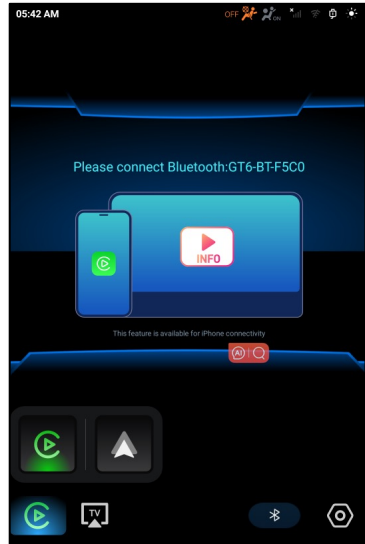 05:42 AM
OFF
ON
Please connect Bluetooth:GT6-BT-F5C0
INFO
This feature is available for iPhone connectivity
AI
TV